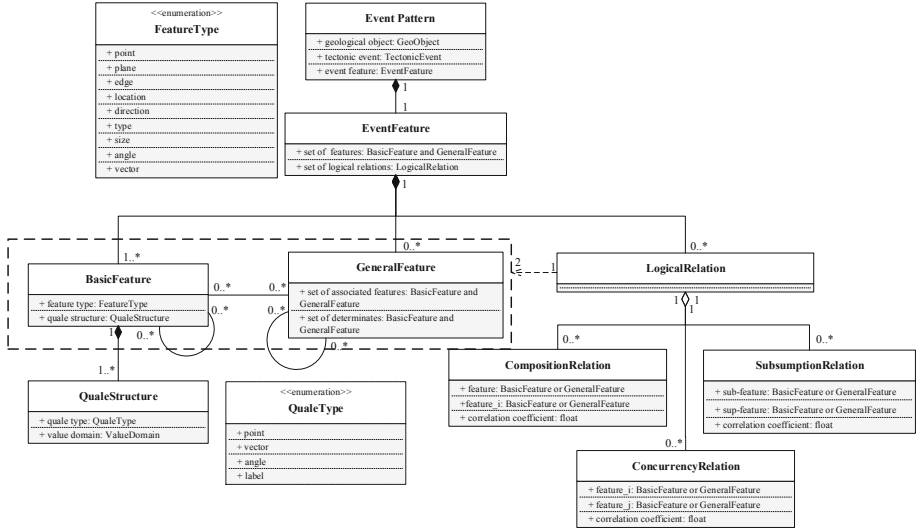 <<enumeration>>
FeatureType
+ point
+ plane
+ edge
+ location
+ direction
+ type
+ size
+ angle
+ vector
Event Pattern
+ geological object: GeoObject
+ tectonic event: TectonicEvent
+ event feature: EventFeature
1
1
EventFeature
+ set of features: BasicFeature and GeneralFeature
+ set of logical relations: LogicalRelation
1
1..*
0..*
0..*
BasicFeature
+ feature type: FeatureType
+ quale structure: QualeStructure
0..*
0..*
GeneralFeature
+ set of associated features: BasicFeature and
GeneralFeature
+ set of determinates: BasicFeature and
GeneralFeature
0..*
0..*
0..*
0..*
2
1
LogicalRelation
1
1
1
1..*
QualeStructure
+ quale type: QualeType
+ value domain: ValueDomain
<<enumeration>>
QualeType
+ point
+ vector
+ angle
+ label
0..*
0..*
CompositionRelation
+ feature: BasicFeature or GeneralFeature
+feature_i: BasicFeature or GeneralFeature
+ correlation coefficient: float
SubsumptionRelation
+ sub-feature: BasicFeature or GeneralFeature
+ sup-feature: BasicFeature or GeneralFeature
+ correlation coefficient: float
0..*
ConcurrencyRelation
+ feature_i: BasicFeature or GeneralFeature
+ feature_j: BasicFeature or GeneralFeature
+ correlation coefficient: float